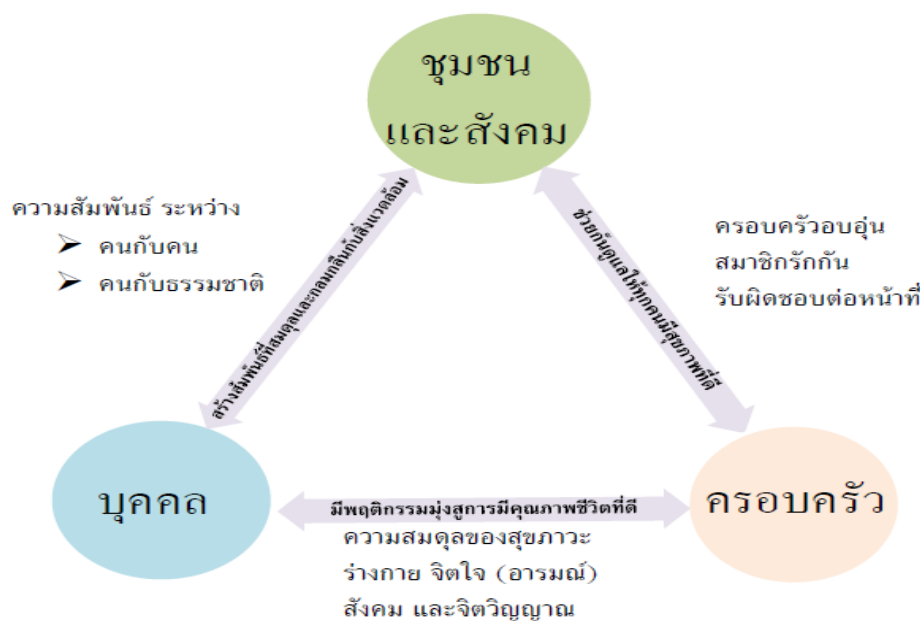 ชุมชน
และสังคม
ความสัมพันธ์ ระหว่าง
➢ คนกับคน
➢ คนกับธรรมชาติ
สร้างสัมพันธ์ที่สมดุลและกลมกลืนกับสิ่งแวดล้อม
ช่วยกันดูแลให้ทุกคนมีสุขภาพที่ดี
ครอบครัวอบอุ่น
สมาชิกรักกัน
รับผิดชอบต่อหน้าที่
บุคคล
มีพฤติกรรมมุ่งสูการมีคุณภาพชีวิตที่ดี
ครอบครัว
ความสมดุลของสุขภาวะ
ร่างกาย จิตใจ (อารมณ์)
สังคม และจิตวิญญาณ